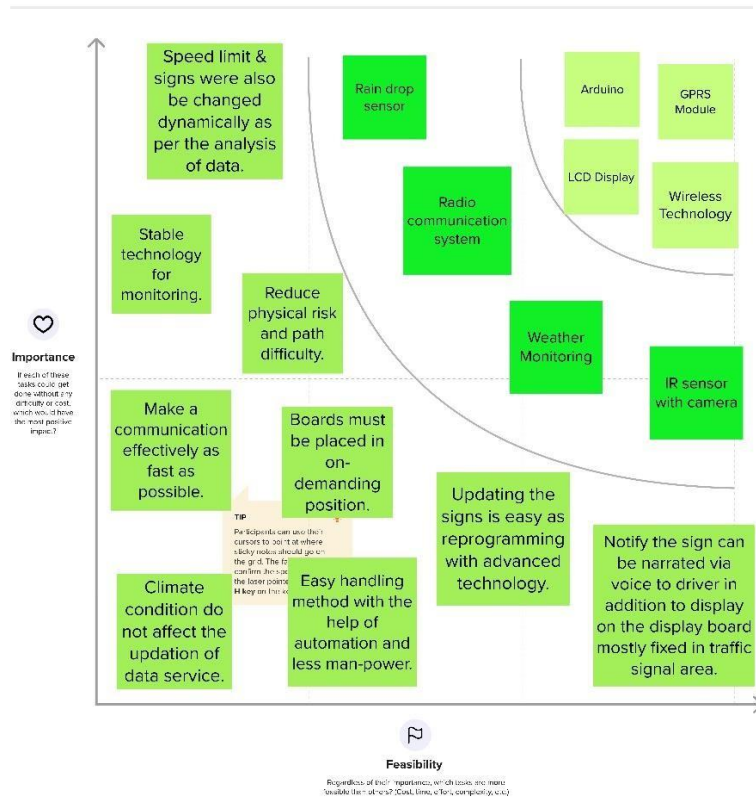 Speed limit &
signs were also
be changed
dynamically as
per the analysis
of data.
Rain drop
sensor
Arduino
GPRS
Module
LCD Display
Wireless
Technology
Radio
communication
system
Stable
technology
for
monitoring.
Reduce
physical risk
and path
difficulty.
Weather
Monitoring
IR sensor
with camera
Importance
If each of these
tasks could get
done without any
difficulty or cost,
which would have
the most positive
impact?
Make a
communication
effectively as
fast as
possible.
Boards must
be placed in
on-
demanding
position.
Updating the
signs is easy as
reprogramming
with advanced
technology.
Notify the sign can
be narrated via
voice to driver in
addition to display
on the display board
mostly fixed in traffic
signal area.
TIP
Participants can use their
cursors to point at where
sticky notes should go on
the grid. The
confirm the
the laser
H key on the
Climate
condition do
not affect the
updation of
data service.
Easy handling
method with the
help of
automation and
less man-power.
Feasibility
Regardless of their importance, which tasks are more
feasible than others? (Cost, time, effort, complexity, etc.)